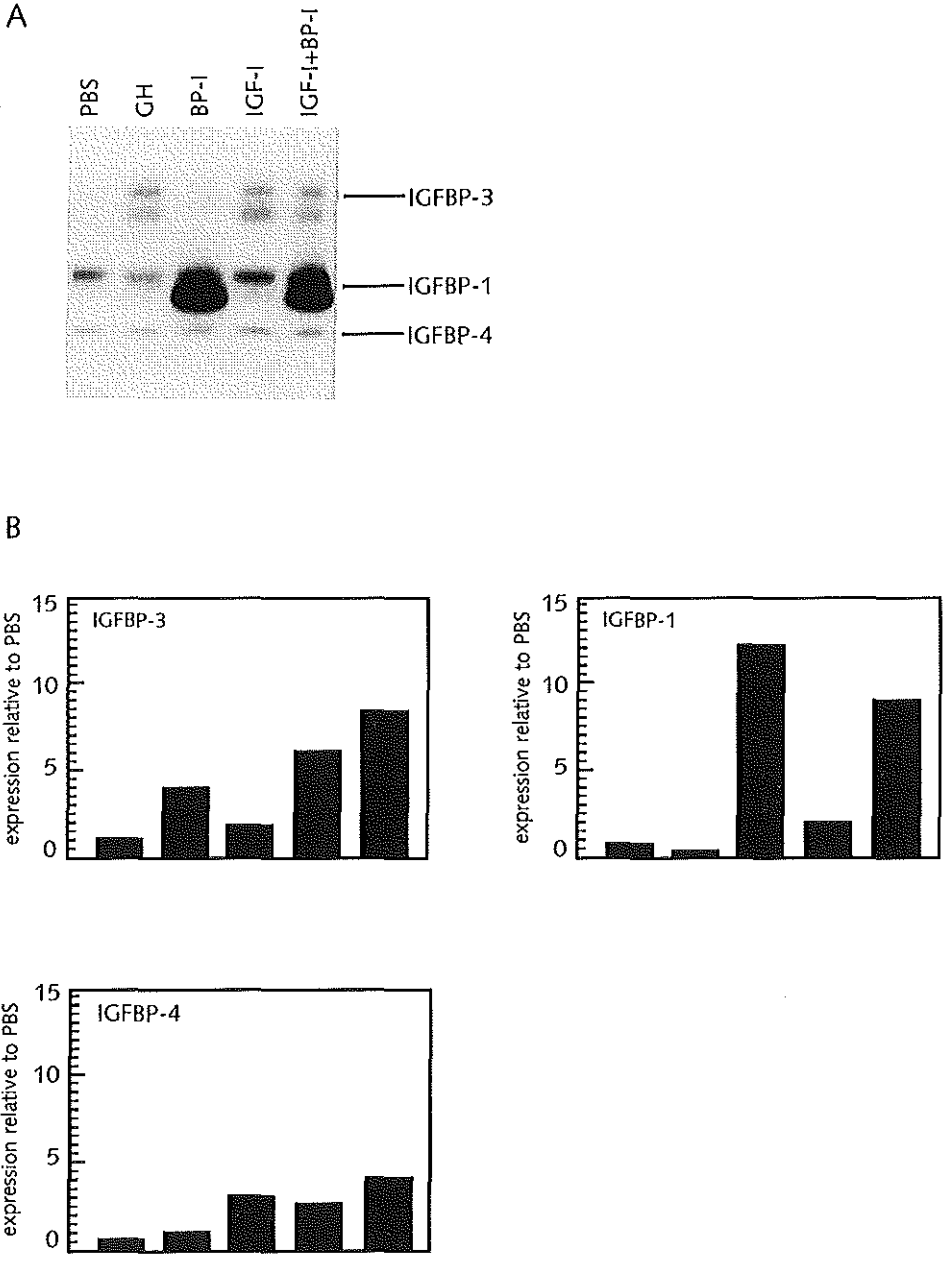 A
PBS
GH
BP-I
IGF-I
IGF-I+BP-I
IGFBP-3
IGFBP-1
IGFBP-4
B
expression relative to PBS
15
10
5
0
IGFBP-3
expression relative to PBS
15
10
5
0
IGFBP-1
expression relative to PBS
15
10
5
0
IGFBP-4